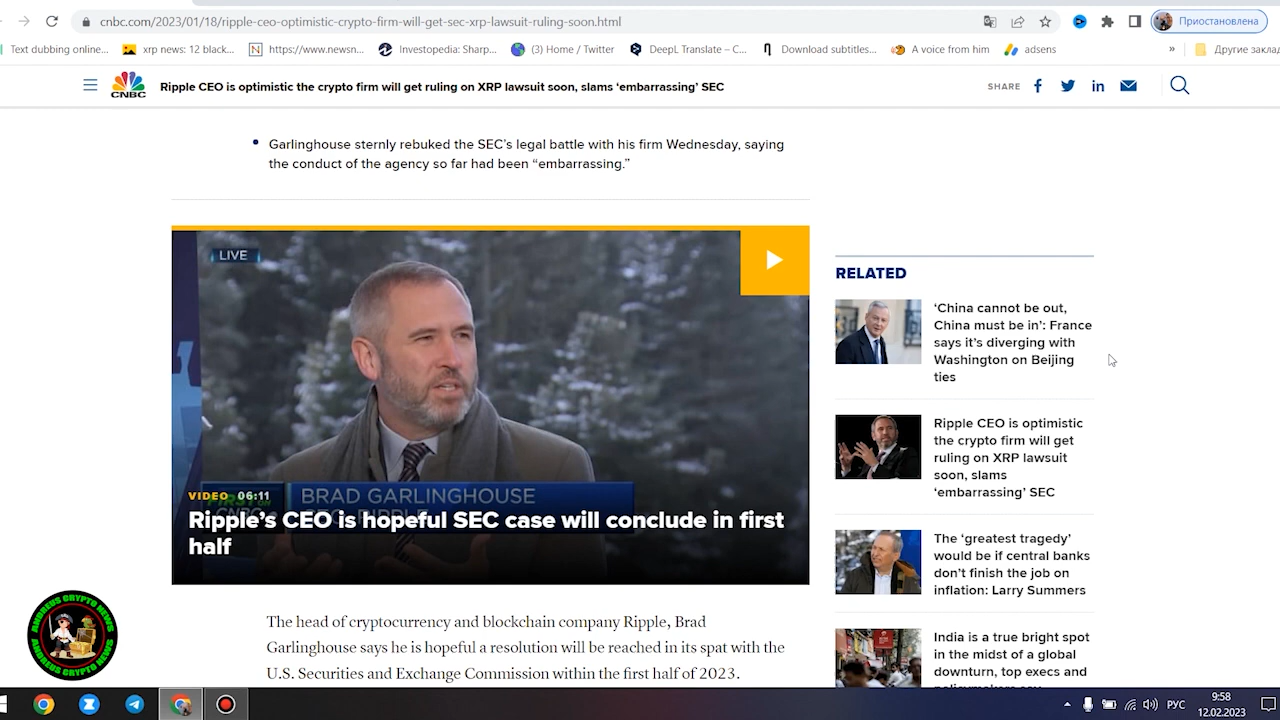 cnbc.com/2023/01/18/ripple-ceo-optimistic-crypto-firm-will-get-sec-xrp-lawsuit-ruling-soon.html
Приостановлена
Text dubbing online...
xrp news: 12 black...
https://www.newsn...
Investopedia: Sharp...
(3) Home / Twitter
DeepL Translate – C...
Download subtitles...
A voice from him
adsens
»
Другие закла
CNBC
Ripple CEO is optimistic the crypto firm will get ruling on XRP lawsuit soon, slams ‘embarrassing’ SEC
SHARE
• Garlinghouse sternly rebuked the SEC’s legal battle with his firm Wednesday, saying
the conduct of the agency so far had been “embarrassing.”
LIVE
BRAD GARLINGHOUSE
VIDEO 06:11
Ripple’s CEO is hopeful SEC case will conclude in first
half
The head of cryptocurrency and blockchain company Ripple, Brad
Garlinghouse says he is hopeful a resolution will be reached in its spat with the
U.S. Securities and Exchange Commission within the first half of 2023.
RELATED
‘China cannot be out,
China must be in’: France
says it’s diverging with
Washington on Beijing
ties
Ripple CEO is optimistic
the crypto firm will get
ruling on XRP lawsuit
soon, slams
‘embarrassing’ SEC
The ‘greatest tragedy’
would be if central banks
don’t finish the job on
inflation: Larry Summers
India is a true bright spot
in the midst of a global
downturn, top execs and
ANDREUS CRYPTO NEWS
ANDREUS CRYPTO NEWS
РУС
9:58
12.02.2023